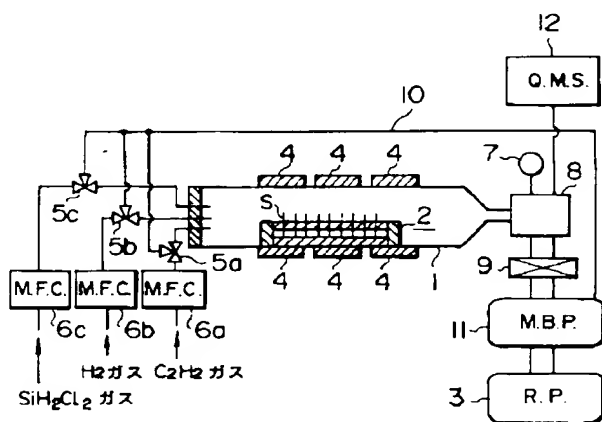 12
Q.M.S.
10
7
8
4 4 4
5c
S
2
5b
5a
9
4 4 4
1
M.F.C. M.F.C. M.F.C.
6c 6b 6a
11 M.B.P.
H2ガス C2H2ガス
SiH2Cl2ガス
3 R.P.